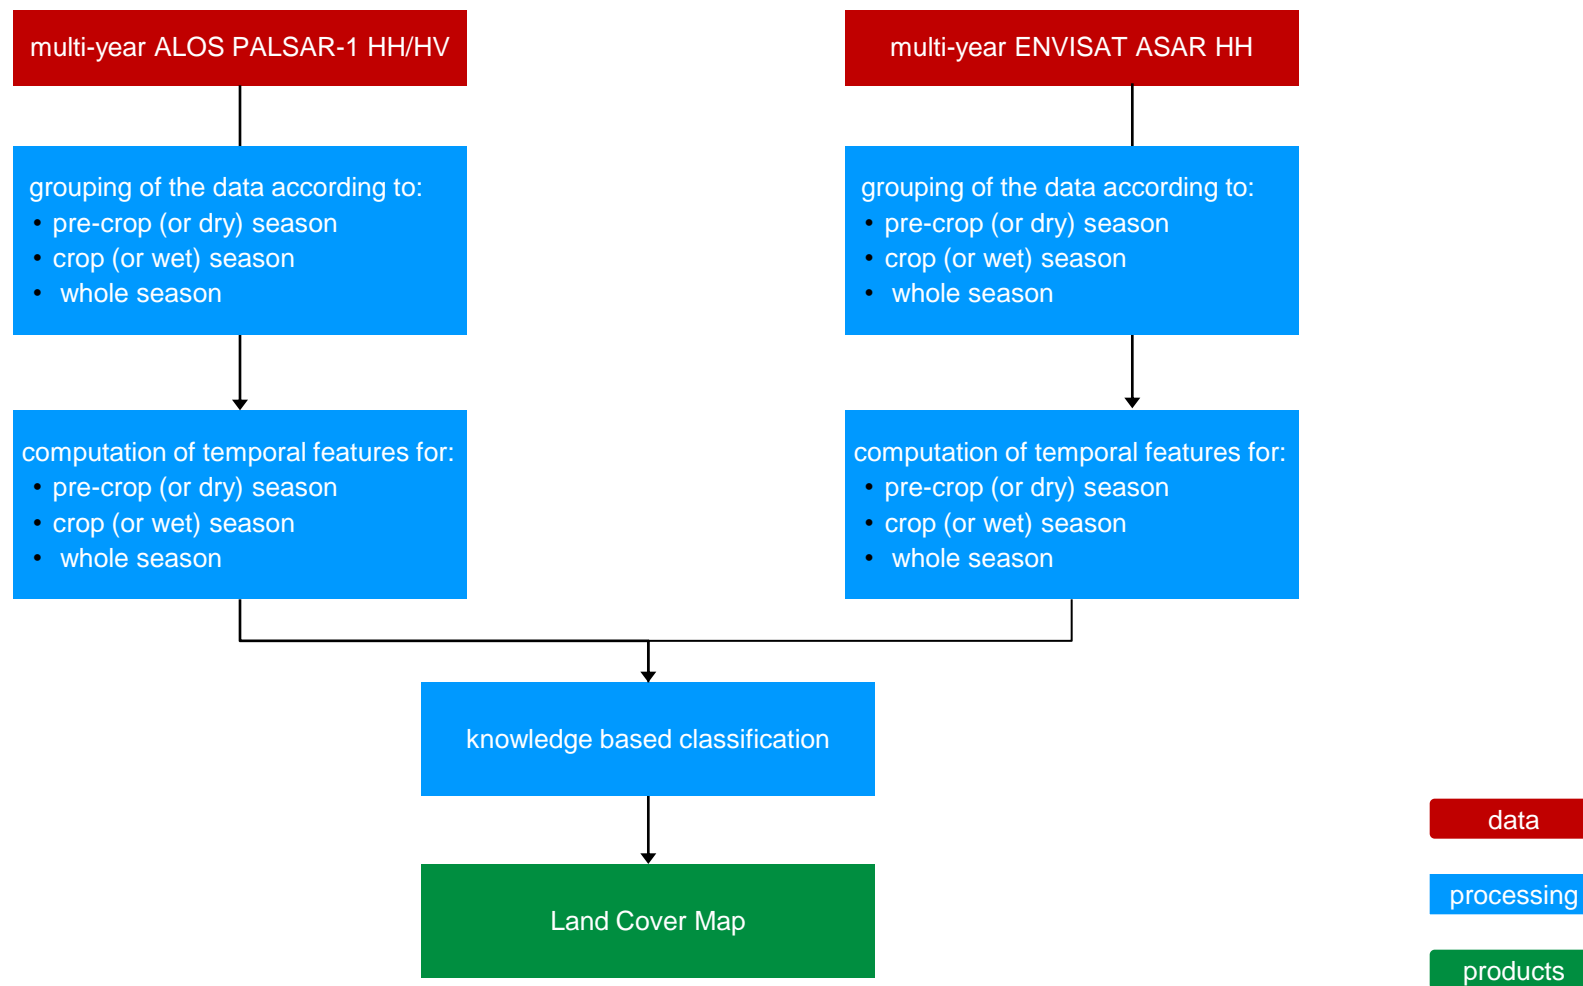 multi-year ALOS PALSAR-1 HH/HV
multi-year ENVISAT ASAR HH
grouping of the data according to:
• pre-crop (or dry) season
• crop (or wet) season
• whole season
grouping of the data according to:
• pre-crop (or dry) season
• crop (or wet) season
• whole season
computation of temporal features for:
• pre-crop (or dry) season
• crop (or wet) season
• whole season
computation of temporal features for:
• pre-crop (or dry) season
• crop (or wet) season
• whole season
knowledge based classification
Land Cover Map
data
processing
products